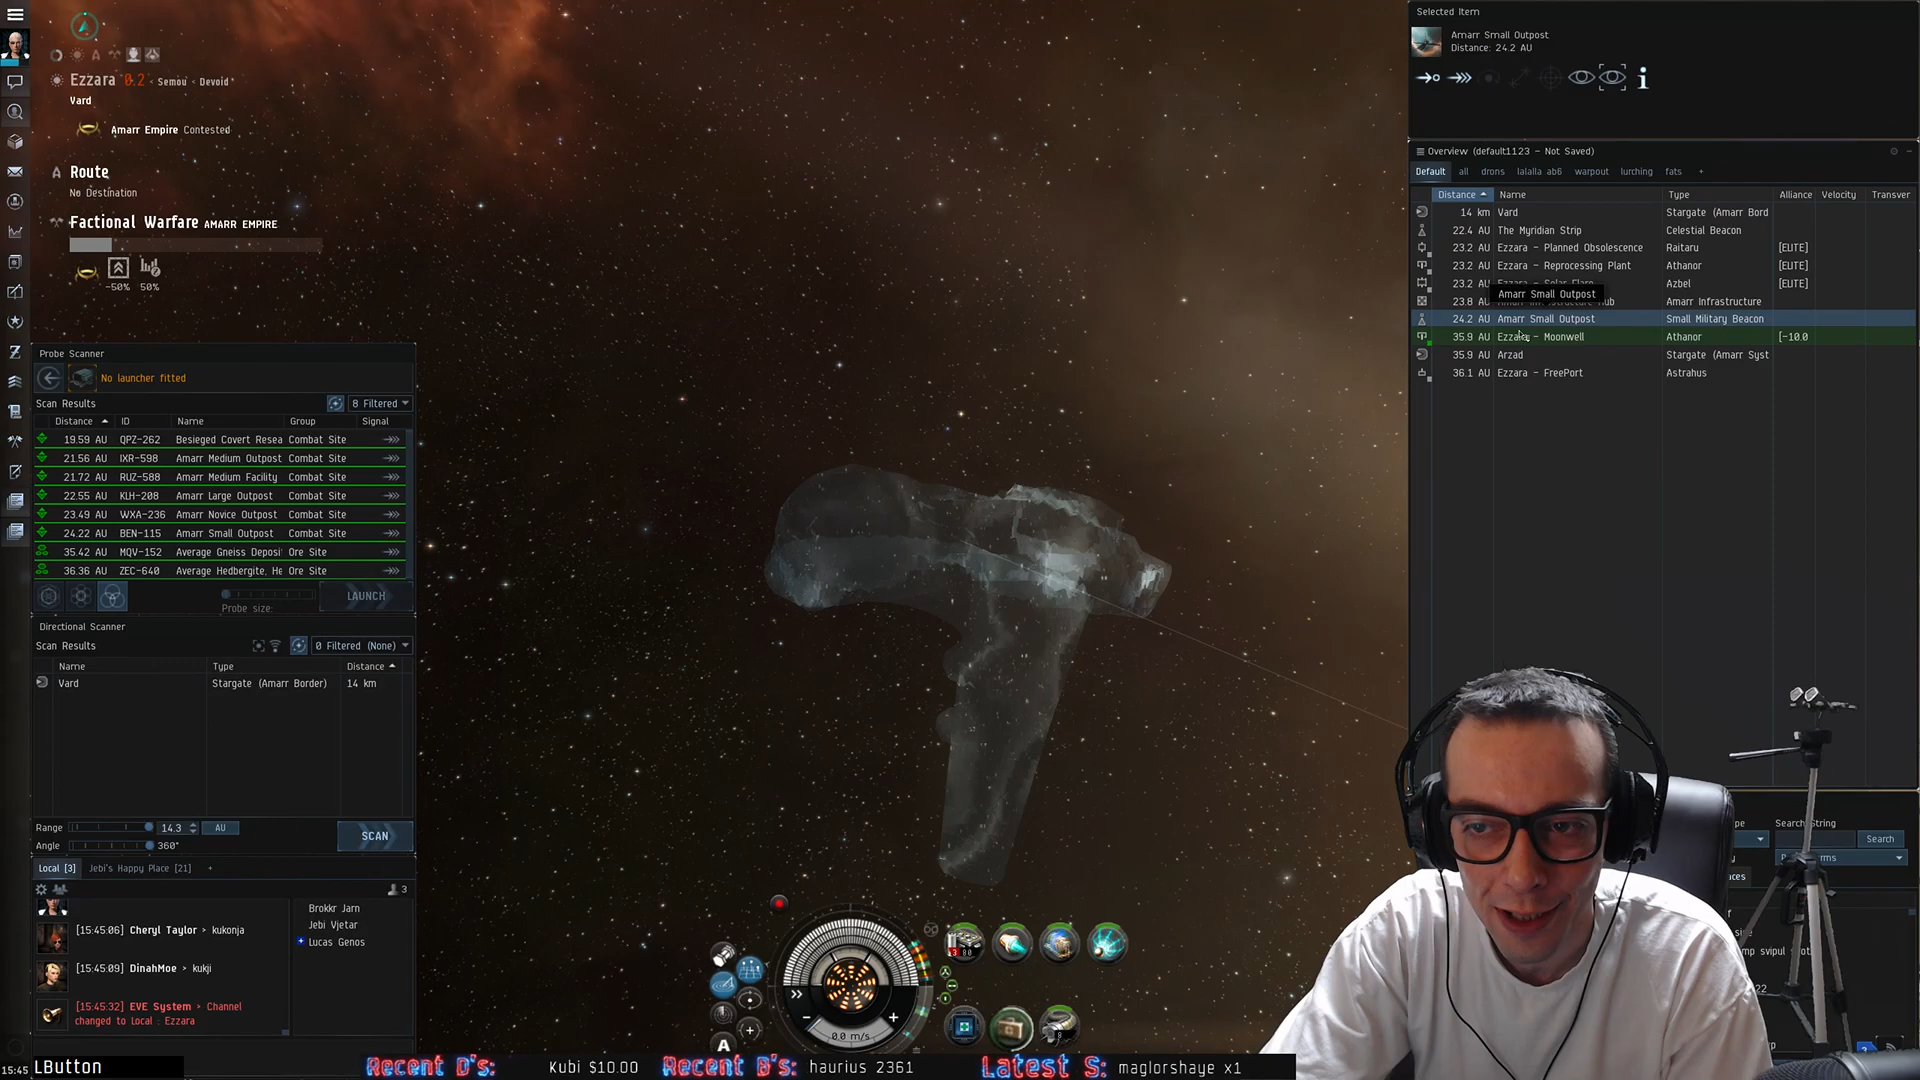 Ezzara 0.2 < Semou < Devoid
Vard
Amarr Empire Contested
Route
No Destination
Factional Warfare AMARR EMPIRE
-50% 50%
Probe Scanner
No launcher fitted
Scan Results 8 Filtered
Distance ID Name Group Signal
19.59 AU QPZ-262 Besieged Covert Resea Combat Site
21.56 AU IXR-598 Amarr Medium Outpost Combat Site
21.72 AU RUZ-588 Amarr Medium Facility Combat Site
22.55 AU KLH-208 Amarr Large Outpost Combat Site
23.49 AU WXA-236 Amarr Novice Outpost Combat Site
24.22 AU BEN-115 Amarr Small Outpost Combat Site
35.42 AU MQV-152 Average Gneiss Deposi Ore Site
36.36 AU ZEC-640 Average Hedbergite, He Ore Site
LAUNCH
Probe size:
Directional Scanner
Scan Results 0 Filtered (None)
Name Type Distance
Vard Stargate (Amarr Border) 14 km
Range 14.3 AU
SCAN
Angle 360°
Local [3] Jebi's Happy Place [21] +
3
Brokkr Jarn
[15:45:06] Cheryl Taylor > kukonja
Jebi Vjetar
Lucas Genos
[15:45:09] DinahMoe > kukji
[15:45:32] EVE System > Channel
changed to Local : Ezzara
15:45
LButton
Recent D's: Kubi $10.00 Recent B's: haurius 2361 Latest S: maglorshaye x1
0.0 m/s
A
80
Selected Item
Amarr Small Outpost
Distance: 24.2 AU
Overview (default1123 - Not Saved)
Default all drons lalalla ab6 warpout lurching fats +
Distance Name Type Alliance Velocity Transver
14 km Vard Stargate (Amarr Bord
22.4 AU The Myridian Strip Celestial Beacon
23.2 AU Ezzara - Planned Obsolescence Raitaru [ELITE]
23.2 AU Ezzara - Reprocessing Plant Athanor [ELITE]
23.2 AU Ezzara - Solar Flare Azbel [ELITE]
Amarr Small Outpost
23.8 AU Amarr Infrastructure Hub Amarr Infrastructure
24.2 AU Amarr Small Outpost Small Military Beacon
35.9 AU Ezzara - Moonwell Athanor [-10.0
35.9 AU Arzad Stargate (Amarr Syst
36.1 AU Ezzara - FreePort Astrahus
Search String
Search